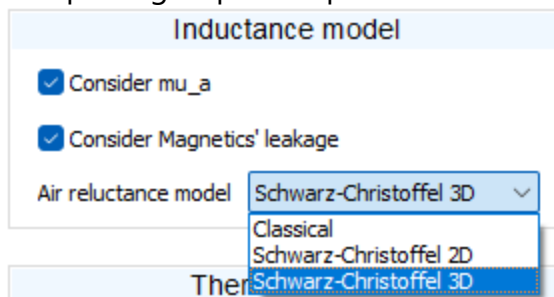 Inductance model
Consider mu_a
Consider Magnetics' leakage
Air reluctance model Schwarz-Christoffel 3D
Classical
Schwarz-Christoffel 2D
Schwarz-Christoffel 3D